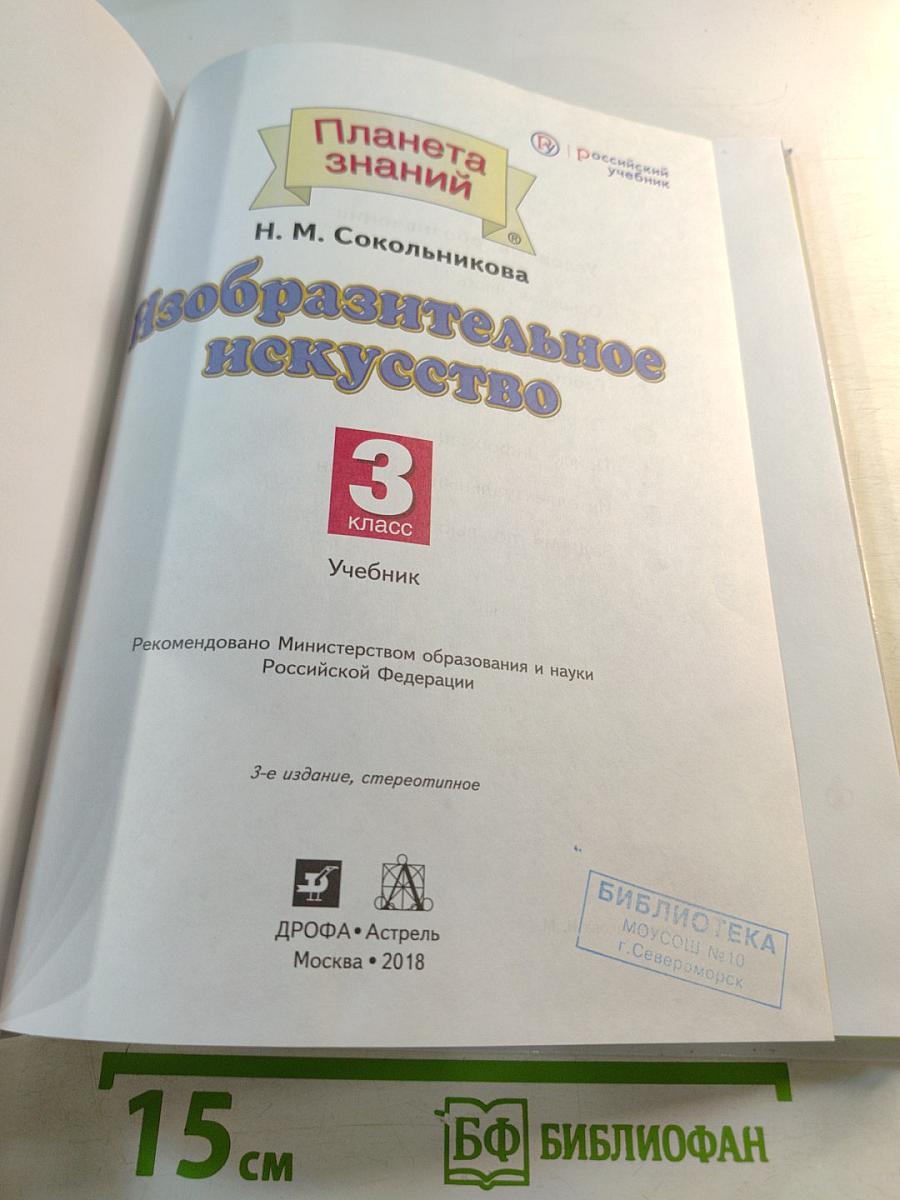 Планета
знаний
®
РУ
российский
учебник
Н. М. Сокольникова
Изобразительное
искусство
3
класс
Учебник
Рекомендовано Министерством образования и науки
Российской Федерации
3-е издание, стереотипное
ДРОФА • Астрель
Москва • 2018
БИБЛИОТЕКА
МОУСОШ №10
г.Североморск
15 см
БФ БИБЛИОФАН